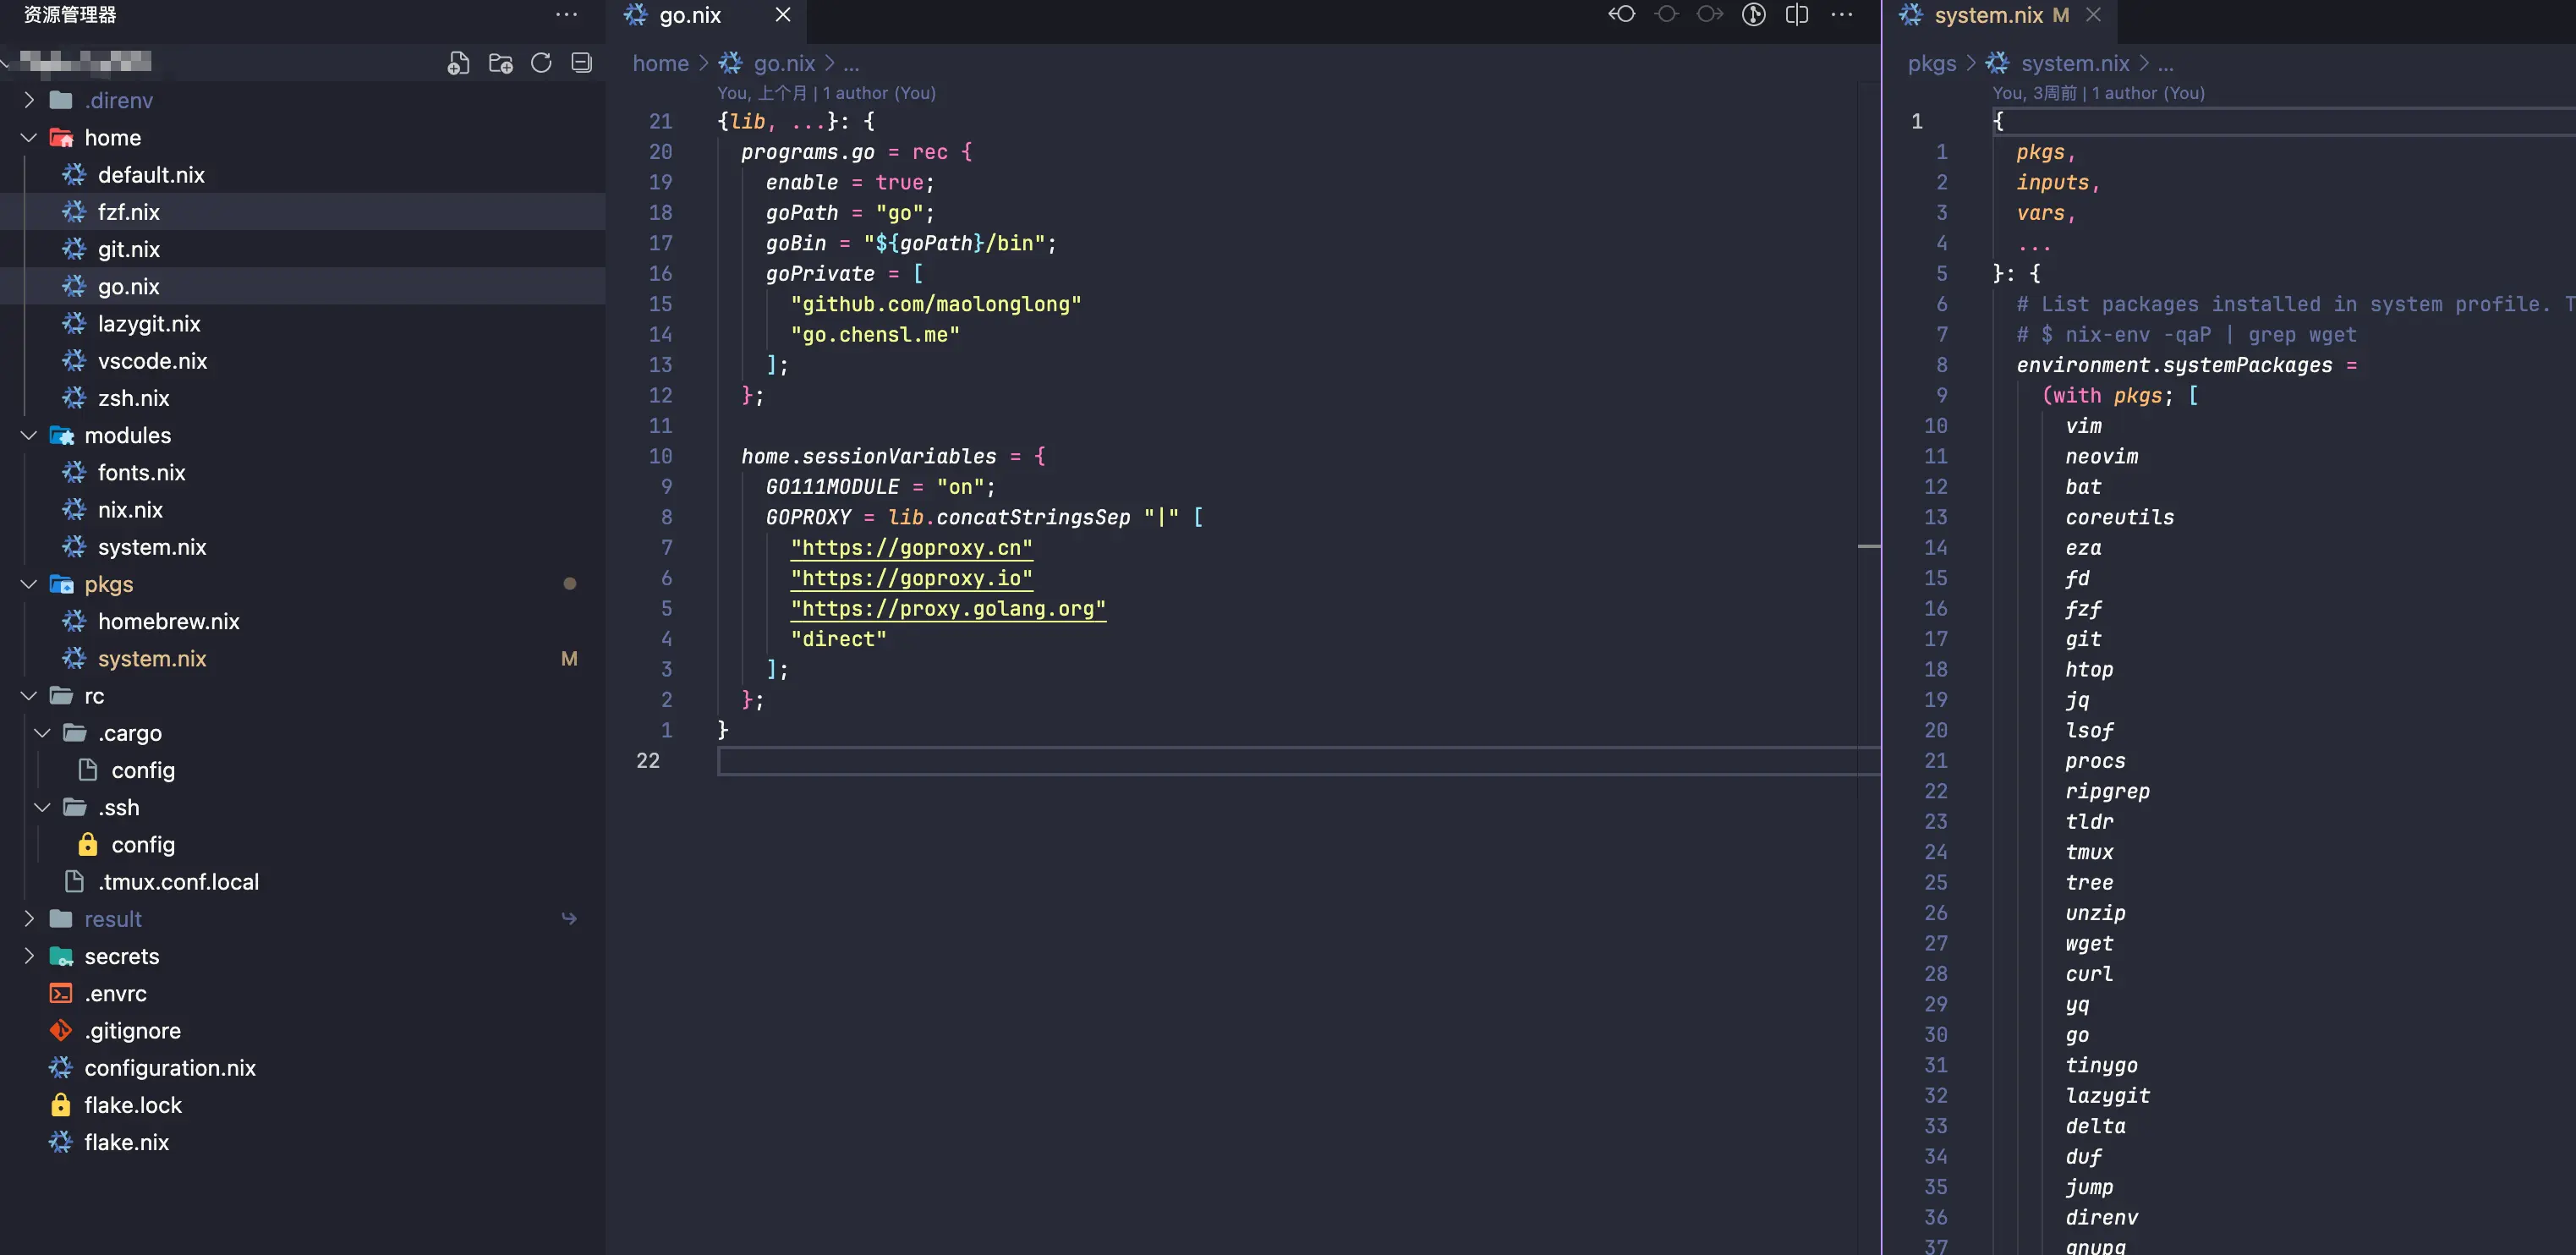 资源管理器
.direnv
home
default.nix
fzf.nix
git.nix
go.nix
lazygit.nix
vscode.nix
zsh.nix
modules
fonts.nix
nix.nix
system.nix
pkgs
homebrew.nix
system.nix M
rc
.cargo
config
.ssh
config
.tmux.conf.local
result
secrets
.envrc
.gitignore
configuration.nix
flake.lock
flake.nix
go.nix
home > go.nix > ...
You, 上个月 | 1 author (You)
21 {lib, ...}: {
20 programs.go = rec {
19 enable = true;
18 goPath = "go";
17 goBin = "${goPath}/bin";
16 goPrivate = [
15 "github.com/maolonglong"
14 "go.chensl.me"
13 ];
12 };
11
10 home.sessionVariables = {
9 GO111MODULE = "on";
8 GOPROXY = lib.concatStringsSep "|" [
7 "https://goproxy.cn"
6 "https://goproxy.io"
5 "https://proxy.golang.org"
4 "direct"
3 ];
2 };
1 }
22
system.nix M
pkgs > system.nix > ...
You, 3周前 | 1 author (You)
1 {
1 pkgs,
2 inputs,
3 vars,
4 ...
5 }: {
6 # List packages installed in system profile. T
7 # $ nix-env -qaP | grep wget
8 environment.systemPackages =
9 (with pkgs; [
10 vim
11 neovim
12 bat
13 coreutils
14 eza
15 fd
16 fzf
17 git
18 htop
19 jq
20 lsof
21 procs
22 ripgrep
23 tldr
24 tmux
25 tree
26 unzip
27 wget
28 curl
29 yq
30 go
31 tinygo
32 lazygit
33 delta
34 duf
35 jump
36 direnv
37 gnupg